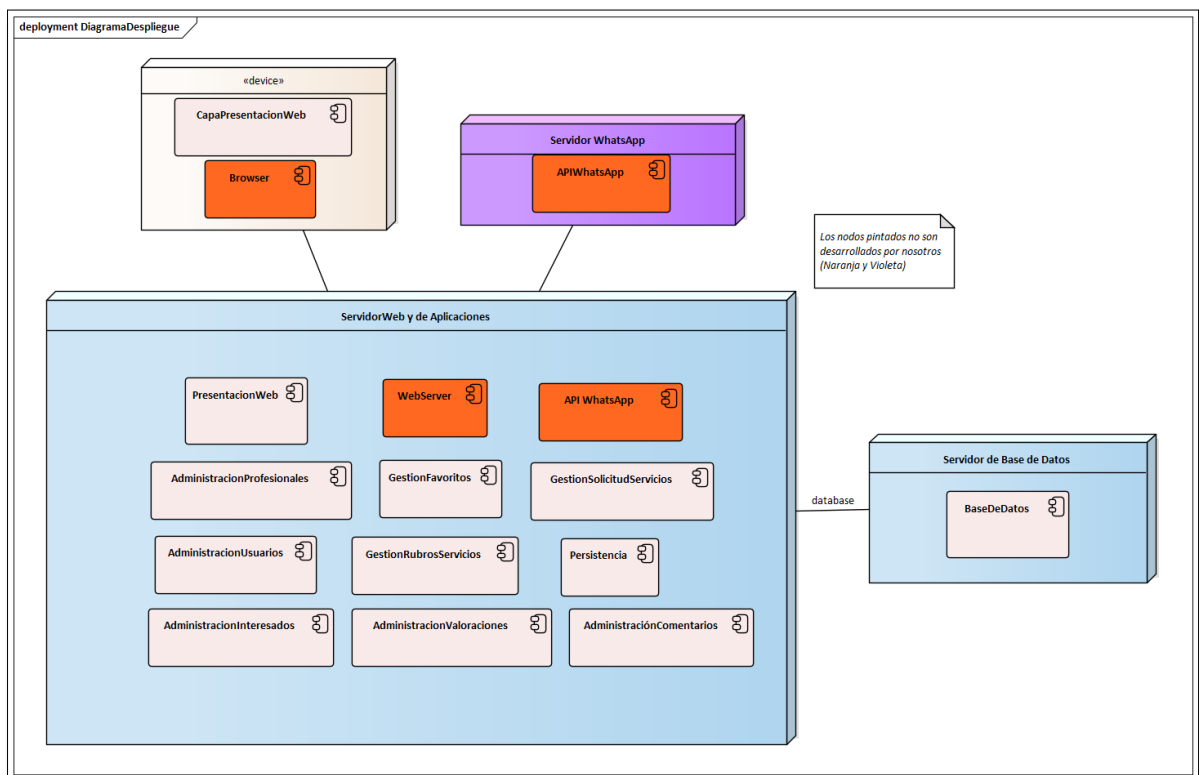 deployment DiagramaDespliegue
«device»
CapaPresentacionWeb
Browser
Servidor WhatsApp
APIWhatsApp
Los nodos pintados no son
desarrollados por nosotros
(Naranja y Violeta)
ServidorWeb y de Aplicaciones
PresentacionWeb
WebServer
API WhatsApp
AdministracionProfesionales
GestionFavoritos
GestionSolicitudServicios
AdministracionUsuarios
GestionRubrosServicios
Persistencia
AdministracionInteresados
AdministracionValoraciones
AdministraciónComentarios
database
Servidor de Base de Datos
BaseDeDatos